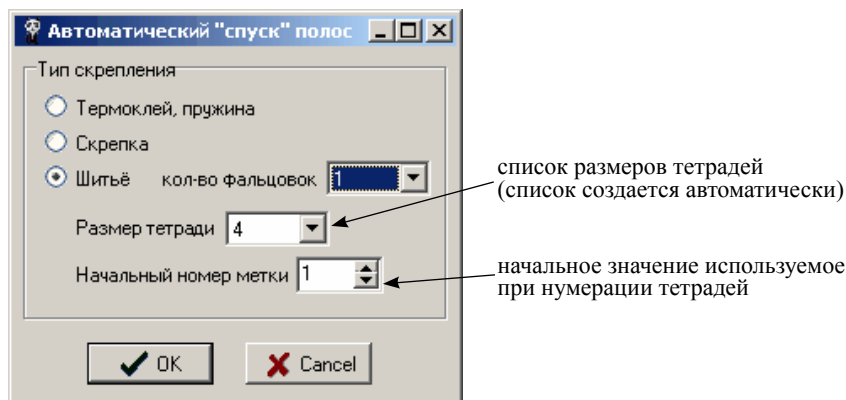 Автоматический "спуск" полос
Тип скрепления
Термоклей, пружина
Скрепка
Шитьё кол-во фальцовок 1
Размер тетради 4
Начальный номер метки 1
OK Cancel
список размеров тетрадей
(список создается автоматически)
начальное значение используемое
при нумерации тетрадей